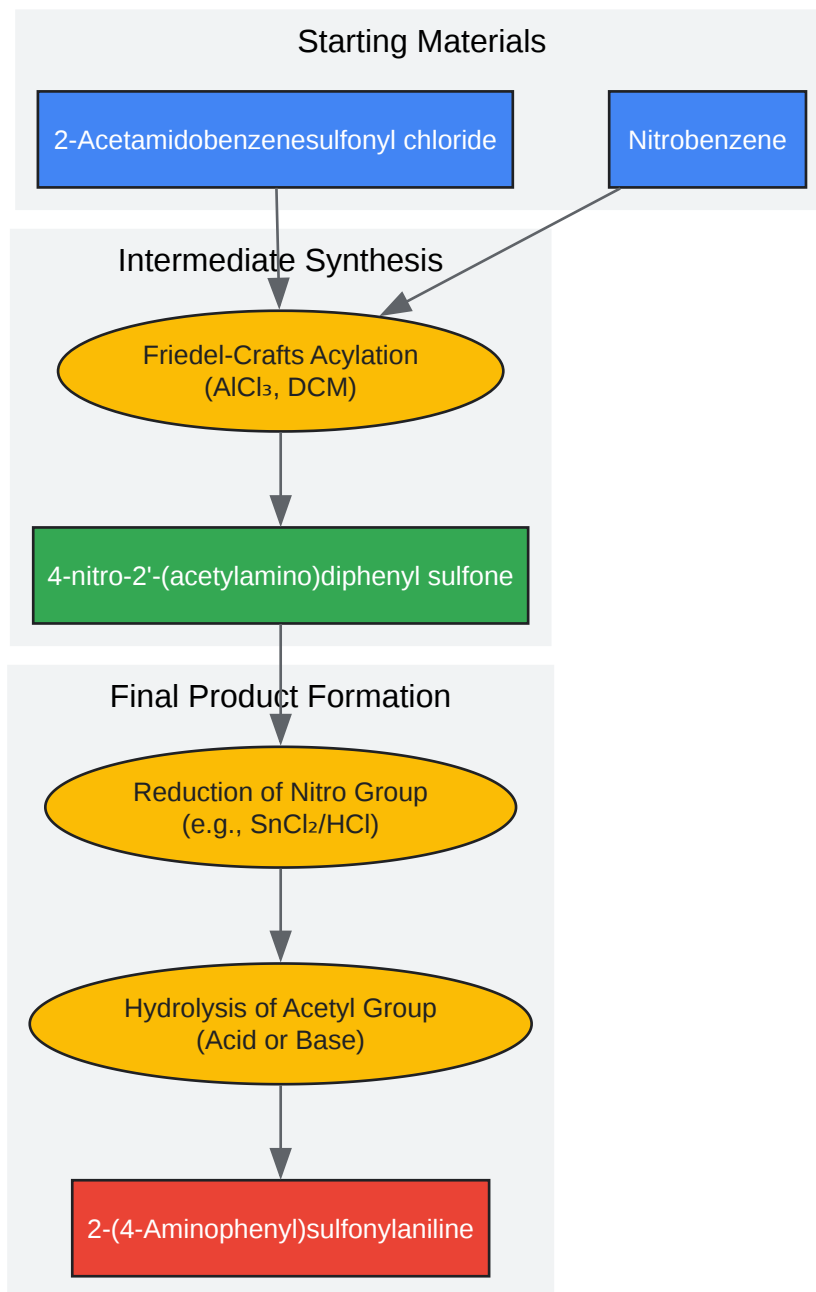 Starting Materials
2-Acetamidobenzenesulfonyl chloride
Nitrobenzene
Intermediate Synthesis
Friedel-Crafts Acylation
(AlCl₃, DCM)
4-nitro-2'-(acetylamino)diphenyl sulfone
Final Product Formation
Reduction of Nitro Group
(e.g., SnCl₂/HCl)
Hydrolysis of Acetyl Group
(Acid or Base)
2-(4-Aminophenyl)sulfonylaniline